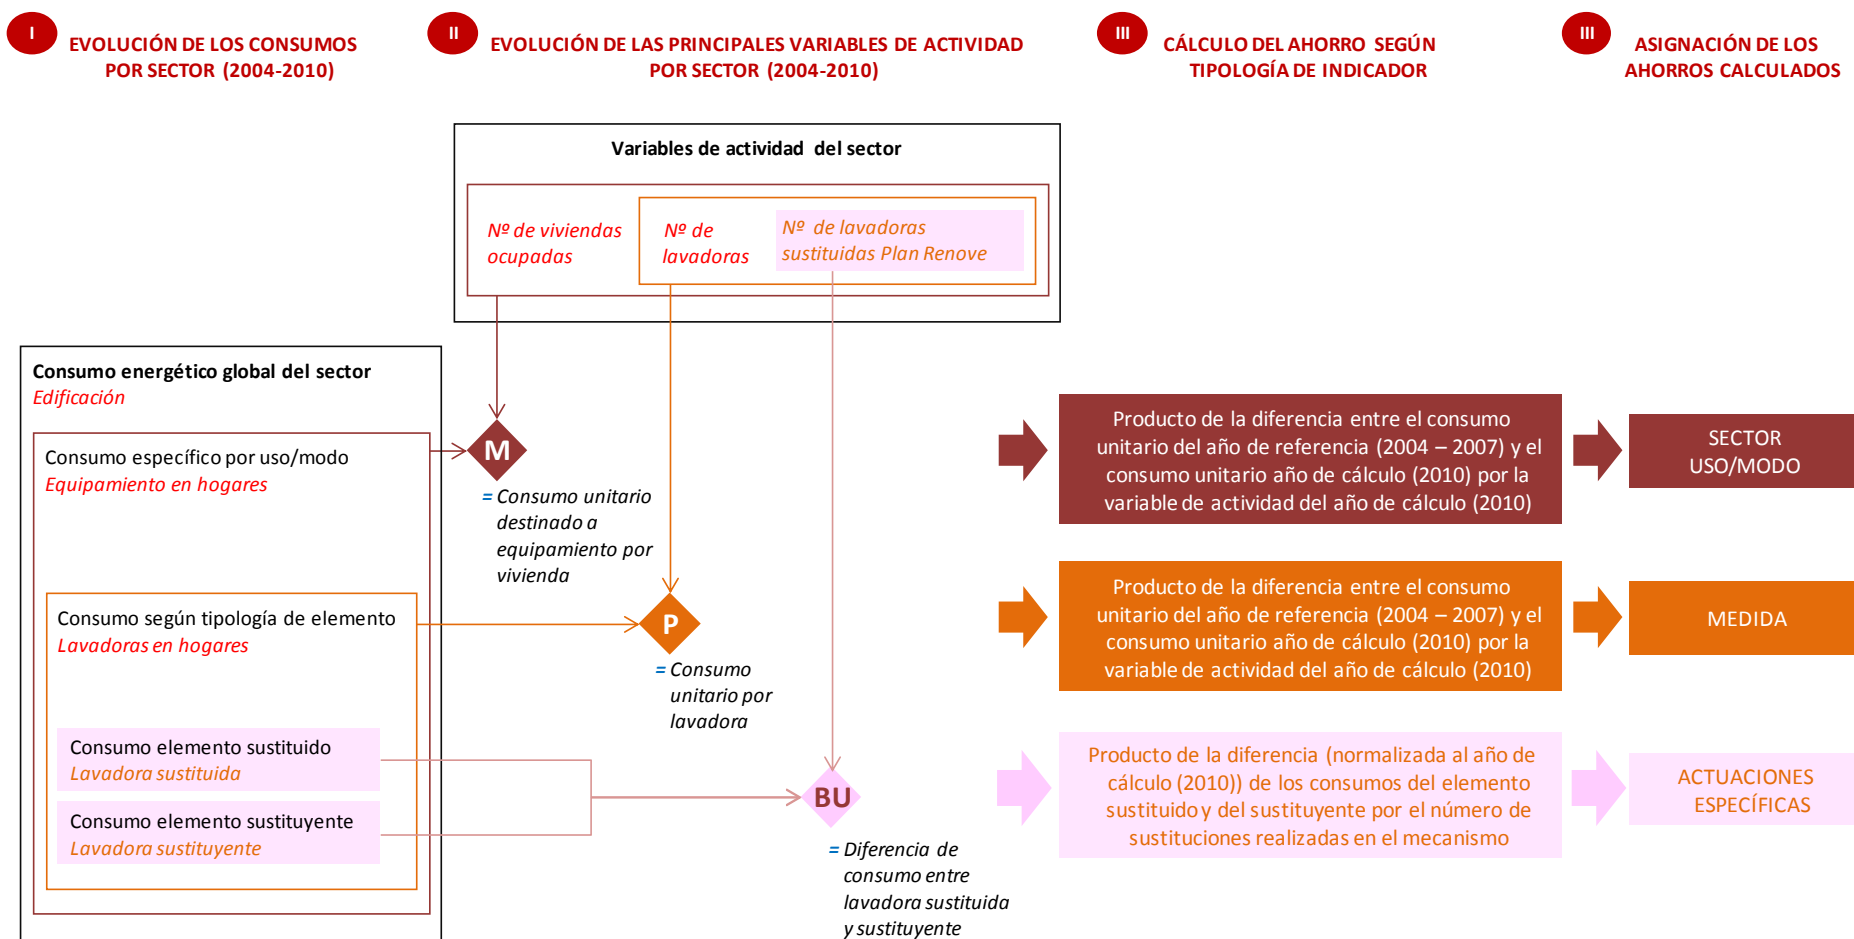 I
EVOLUCIÓN DE LOS CONSUMOS
POR SECTOR (2004-2010)
II
EVOLUCIÓN DE LAS PRINCIPALES VARIABLES DE ACTIVIDAD
POR SECTOR (2004-2010)
III
CÁLCULO DEL AHORRO SEGÚN
TIPOLOGÍA DE INDICADOR
III
ASIGNACIÓN DE LOS
AHORROS CALCULADOS
Variables de actividad del sector
Nº de viviendas
ocupadas
Nº de
lavadoras
Nº de lavadoras
sustituidas Plan Renove
Consumo energético global del sector
Edificación
Consumo específico por uso/modo
Equipamiento en hogares
Consumo según tipología de elemento
Lavadoras en hogares
Consumo elemento sustituido
Lavadora sustituida
Consumo elemento sustituyente
Lavadora sustituyente
M
= Consumo unitario
destinado a
equipamiento por
vivienda
P
= Consumo
unitario por
lavadora
BU
= Diferencia de
consumo entre
lavadora sustituida
y sustituyente
Producto de la diferencia entre el consumo
unitario del año de referencia (2004 – 2007) y el
consumo unitario año de cálculo (2010) por la
variable de actividad del año de cálculo (2010)
SECTOR
USO/MODO
Producto de la diferencia entre el consumo
unitario del año de referencia (2004 – 2007) y el
consumo unitario año de cálculo (2010) por la
variable de actividad del año de cálculo (2010)
MEDIDA
Producto de la diferencia (normalizada al año de
cálculo (2010)) de los consumos del elemento
sustituido y del sustituyente por el número de
sustituciones realizadas en el mecanismo
ACTUACIONES
ESPECÍFICAS